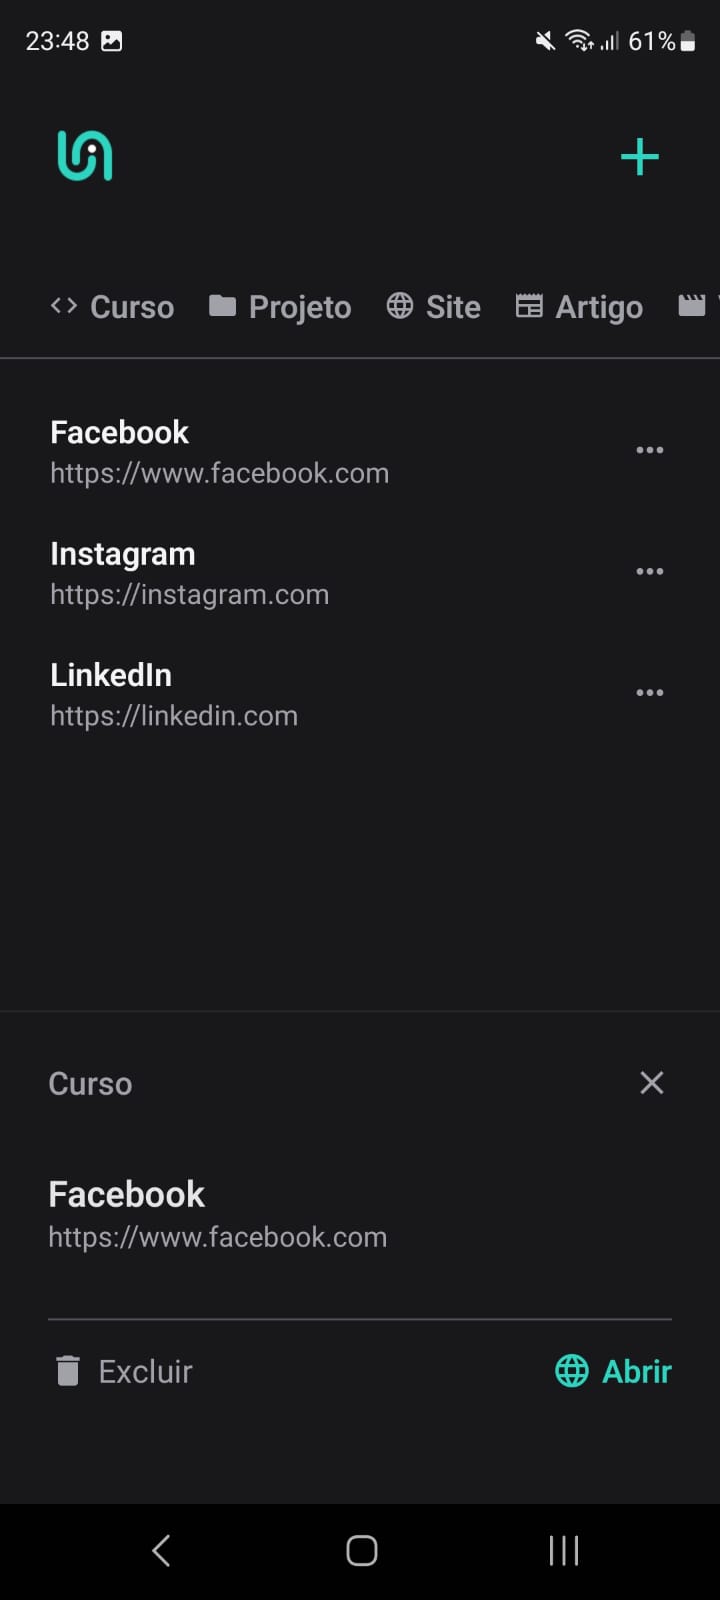 23:48 61%
Curso Projeto Site Artigo
Facebook
https://www.facebook.com
Instagram
https://instagram.com
LinkedIn
https://linkedin.com
Curso
Facebook
https://www.facebook.com
Excluir Abrir